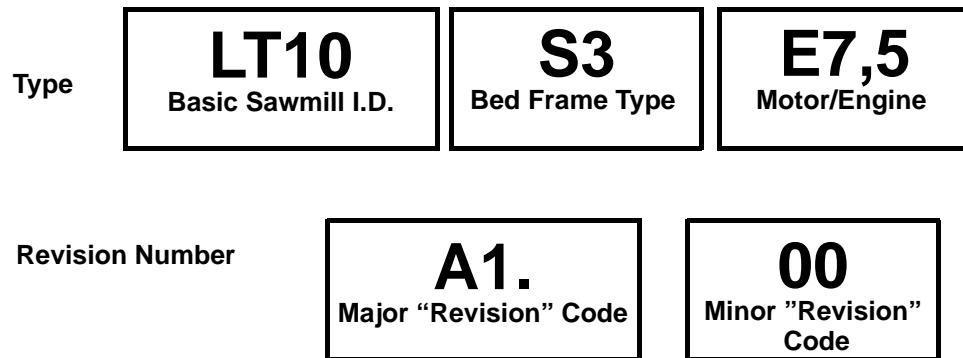 Type
LT10
Basic Sawmill I.D.
S3
Bed Frame Type
E7,5
Motor/Engine
Revision Number
A1.
Major “Revision” Code
00
Minor ”Revision”
Code